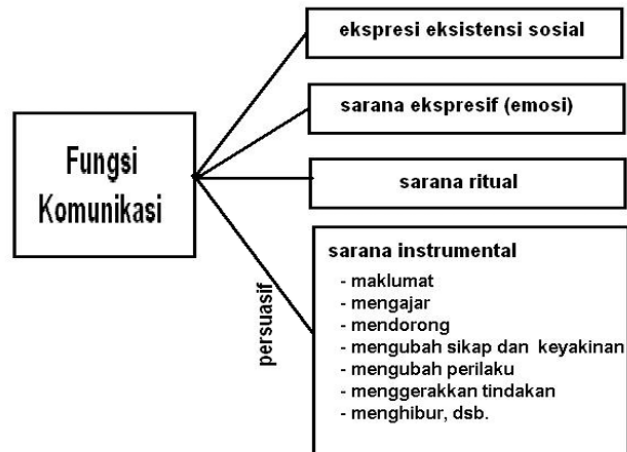 Fungsi
Komunikasi
ekspresi eksistensi sosial
sarana ekspresif (emosi)
sarana ritual
persuasif
sarana instrumental
- maklumat
- mengajar
- mendorong
- mengubah sikap dan keyakinan
- mengubah perilaku
- menggerakkan tindakan
- menghibur, dsb.